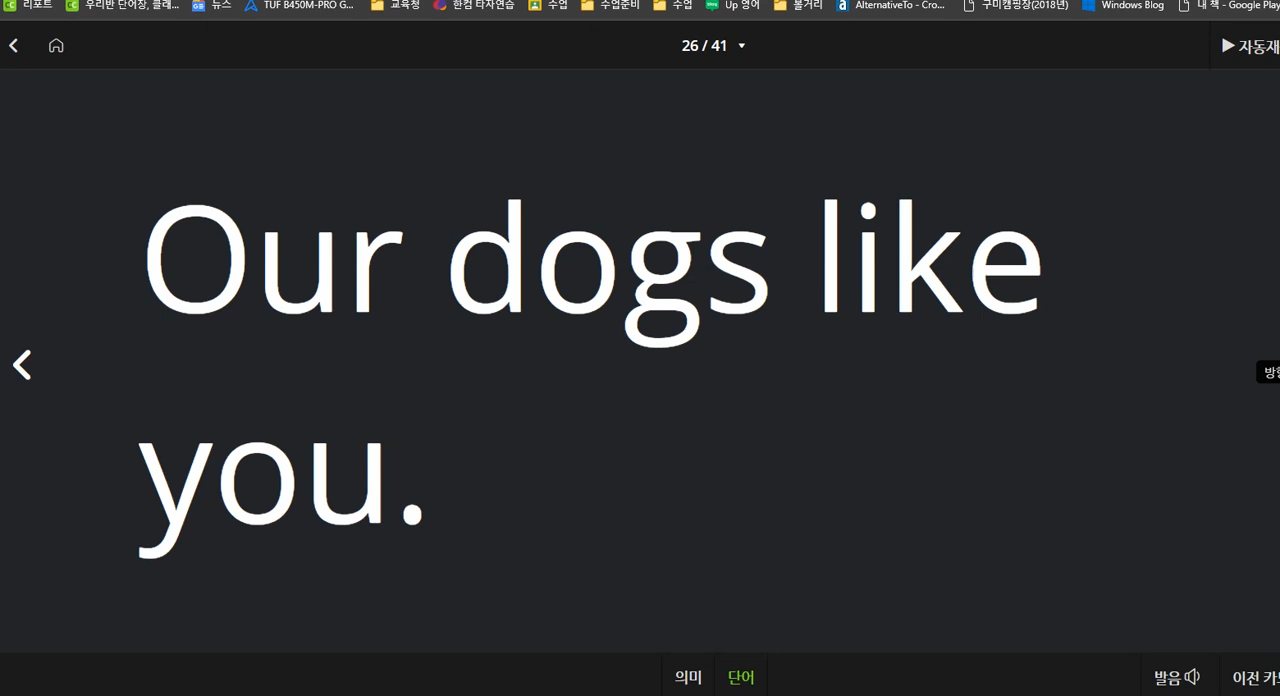 리포트 우리반 단어장, 클래... 뉴스 TUF B450M-PRO G... 교육청 한컴 타자연습 수업 수업준비 수업 Up 영어 볼거리 AlternativeTo - Cro... 구미캠핑장(2018년) Windows Blog 내 책 - Google Play
26 / 41 자동재
Our dogs like
you.
방향
의미 단어 발음 이전 카드